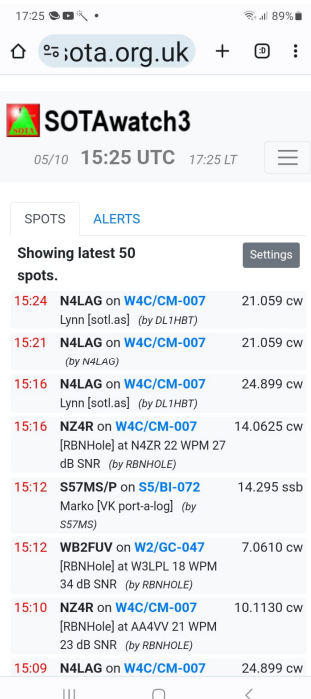 17:25
89%
sota.org.uk
:D
SOTA
SOTAwatch3
05/10 15:25 UTC 17:25 LT
SPOTS ALERTS
Showing latest 50
spots.
Settings
15:24 N4LAG on W4C/CM-007 21.059 cw
Lynn [sotl.as] (by DL1HBT)
15:21 N4LAG on W4C/CM-007 21.059 cw
(by N4LAG)
15:16 N4LAG on W4C/CM-007 24.899 cw
Lynn [sotl.as] (by DL1HBT)
15:16 NZ4R on W4C/CM-007 14.0625 cw
[RBNHole] at N4ZR 22 WPM 27
dB SNR (by RBNHOLE)
15:12 S57MS/P on S5/BI-072 14.295 ssb
Marko [VK port-a-log] (by
S57MS)
15:12 WB2FUV on W2/GC-047 7.0610 cw
[RBNHole] at W3LPL 18 WPM
34 dB SNR (by RBNHOLE)
15:10 NZ4R on W4C/CM-007 10.1130 cw
[RBNHole] at AA4VV 21 WPM
23 dB SNR (by RBNHOLE)
15:09 N4LAG on W4C/CM-007 24.899 cw